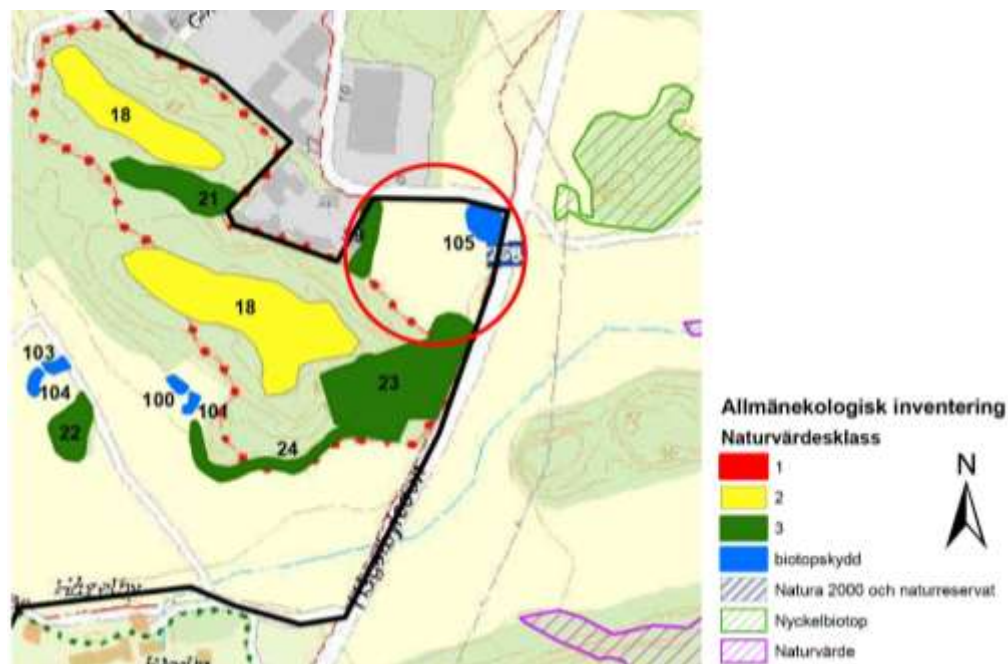 18
21
105
18
103
104
100
101
22
23
24
Allmänekologisk inventering
Naturvärdesklass
N
1
2
3
biotopskydd
Natura 2000 och naturreservat
Nyckelbiotop
Naturvärde